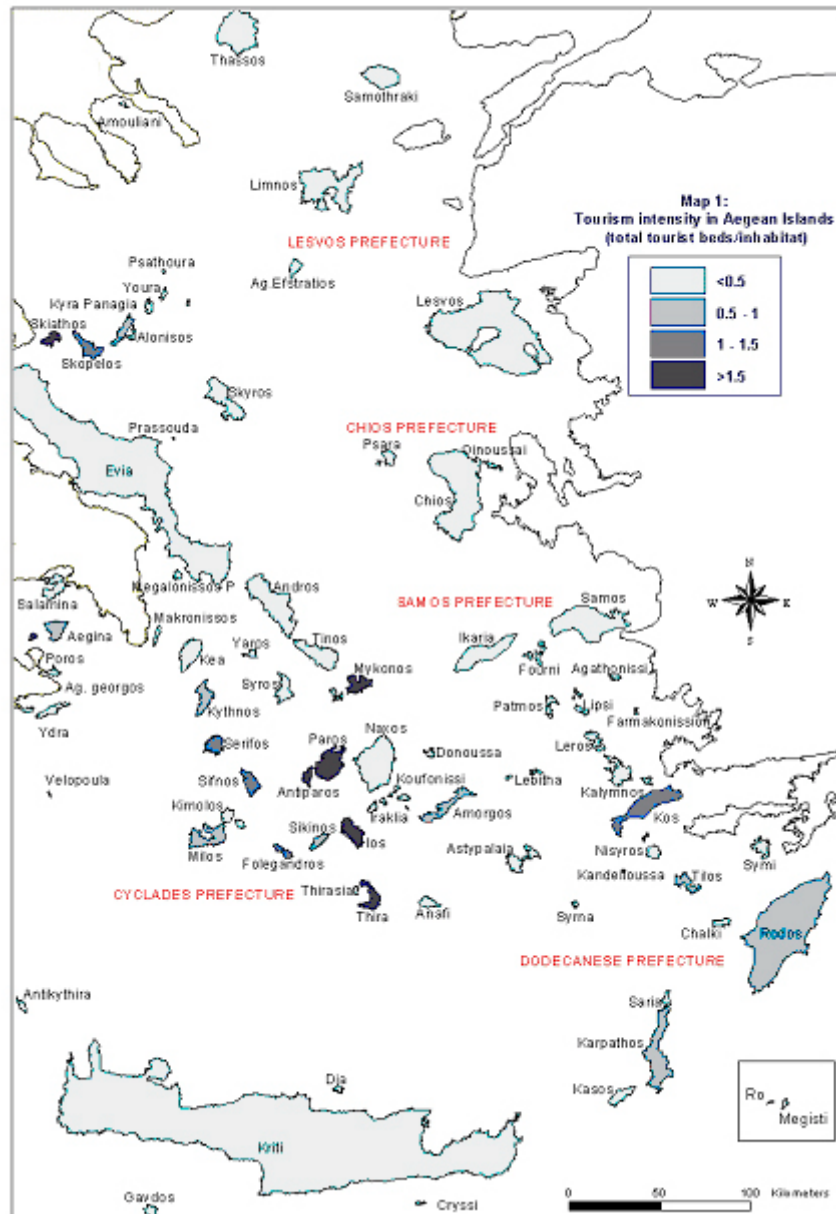 Thassos
Samothraki
Amouliani
Limnos
Map 1:
Tourism intensity in Aegean Islands
(total tourist beds/inhabitat)
LESVOS PREFECTURE
<0.5
0.5 - 1
1 - 1.5
>1.5
Psathoura
Ag.Efstratios
Youra
Kyra Panagia
Lesvos
Skiathos
Alonisos
Skopelos
Skyros
Prassouda
CHIOS PREFECTURE
Psara
Oinoussai
Evia
Chios
Megalonissos P
Andros
Salamina
SAMOS PREFECTURE
Samos
N
W E
S
Makronissos
Aegina
Tinos
Ikaria
Yaros
Kea
Fourni
Agathonissi
Poros
Mykonos
Ag. georgos
Syros
Patmos
Lipsi
Kythnos
Farmakonission
Ydra
Naxos
Paros
Serifos
Donoussa
Leros
Koufonissi
Lebitha
Velopoula
Sifnos
Antiparos
Kalymnos
Kimolos
Iraklia
Amorgos
Kos
Sikinos
Ios
Milos
Astypalaia
Nisyros
Symi
Folegandros
Kandelioussa
Tilos
CYCLADES PREFECTURE
Thirasia
Thira
Anafi
Syrna
Chalki
Rodos
DODECANESE PREFECTURE
Antikythira
Saria
Karpathos
Dia
Kasos
Ro
Megisti
Kriti
Gavdos
Cryssi
0 50 100 Kilometers